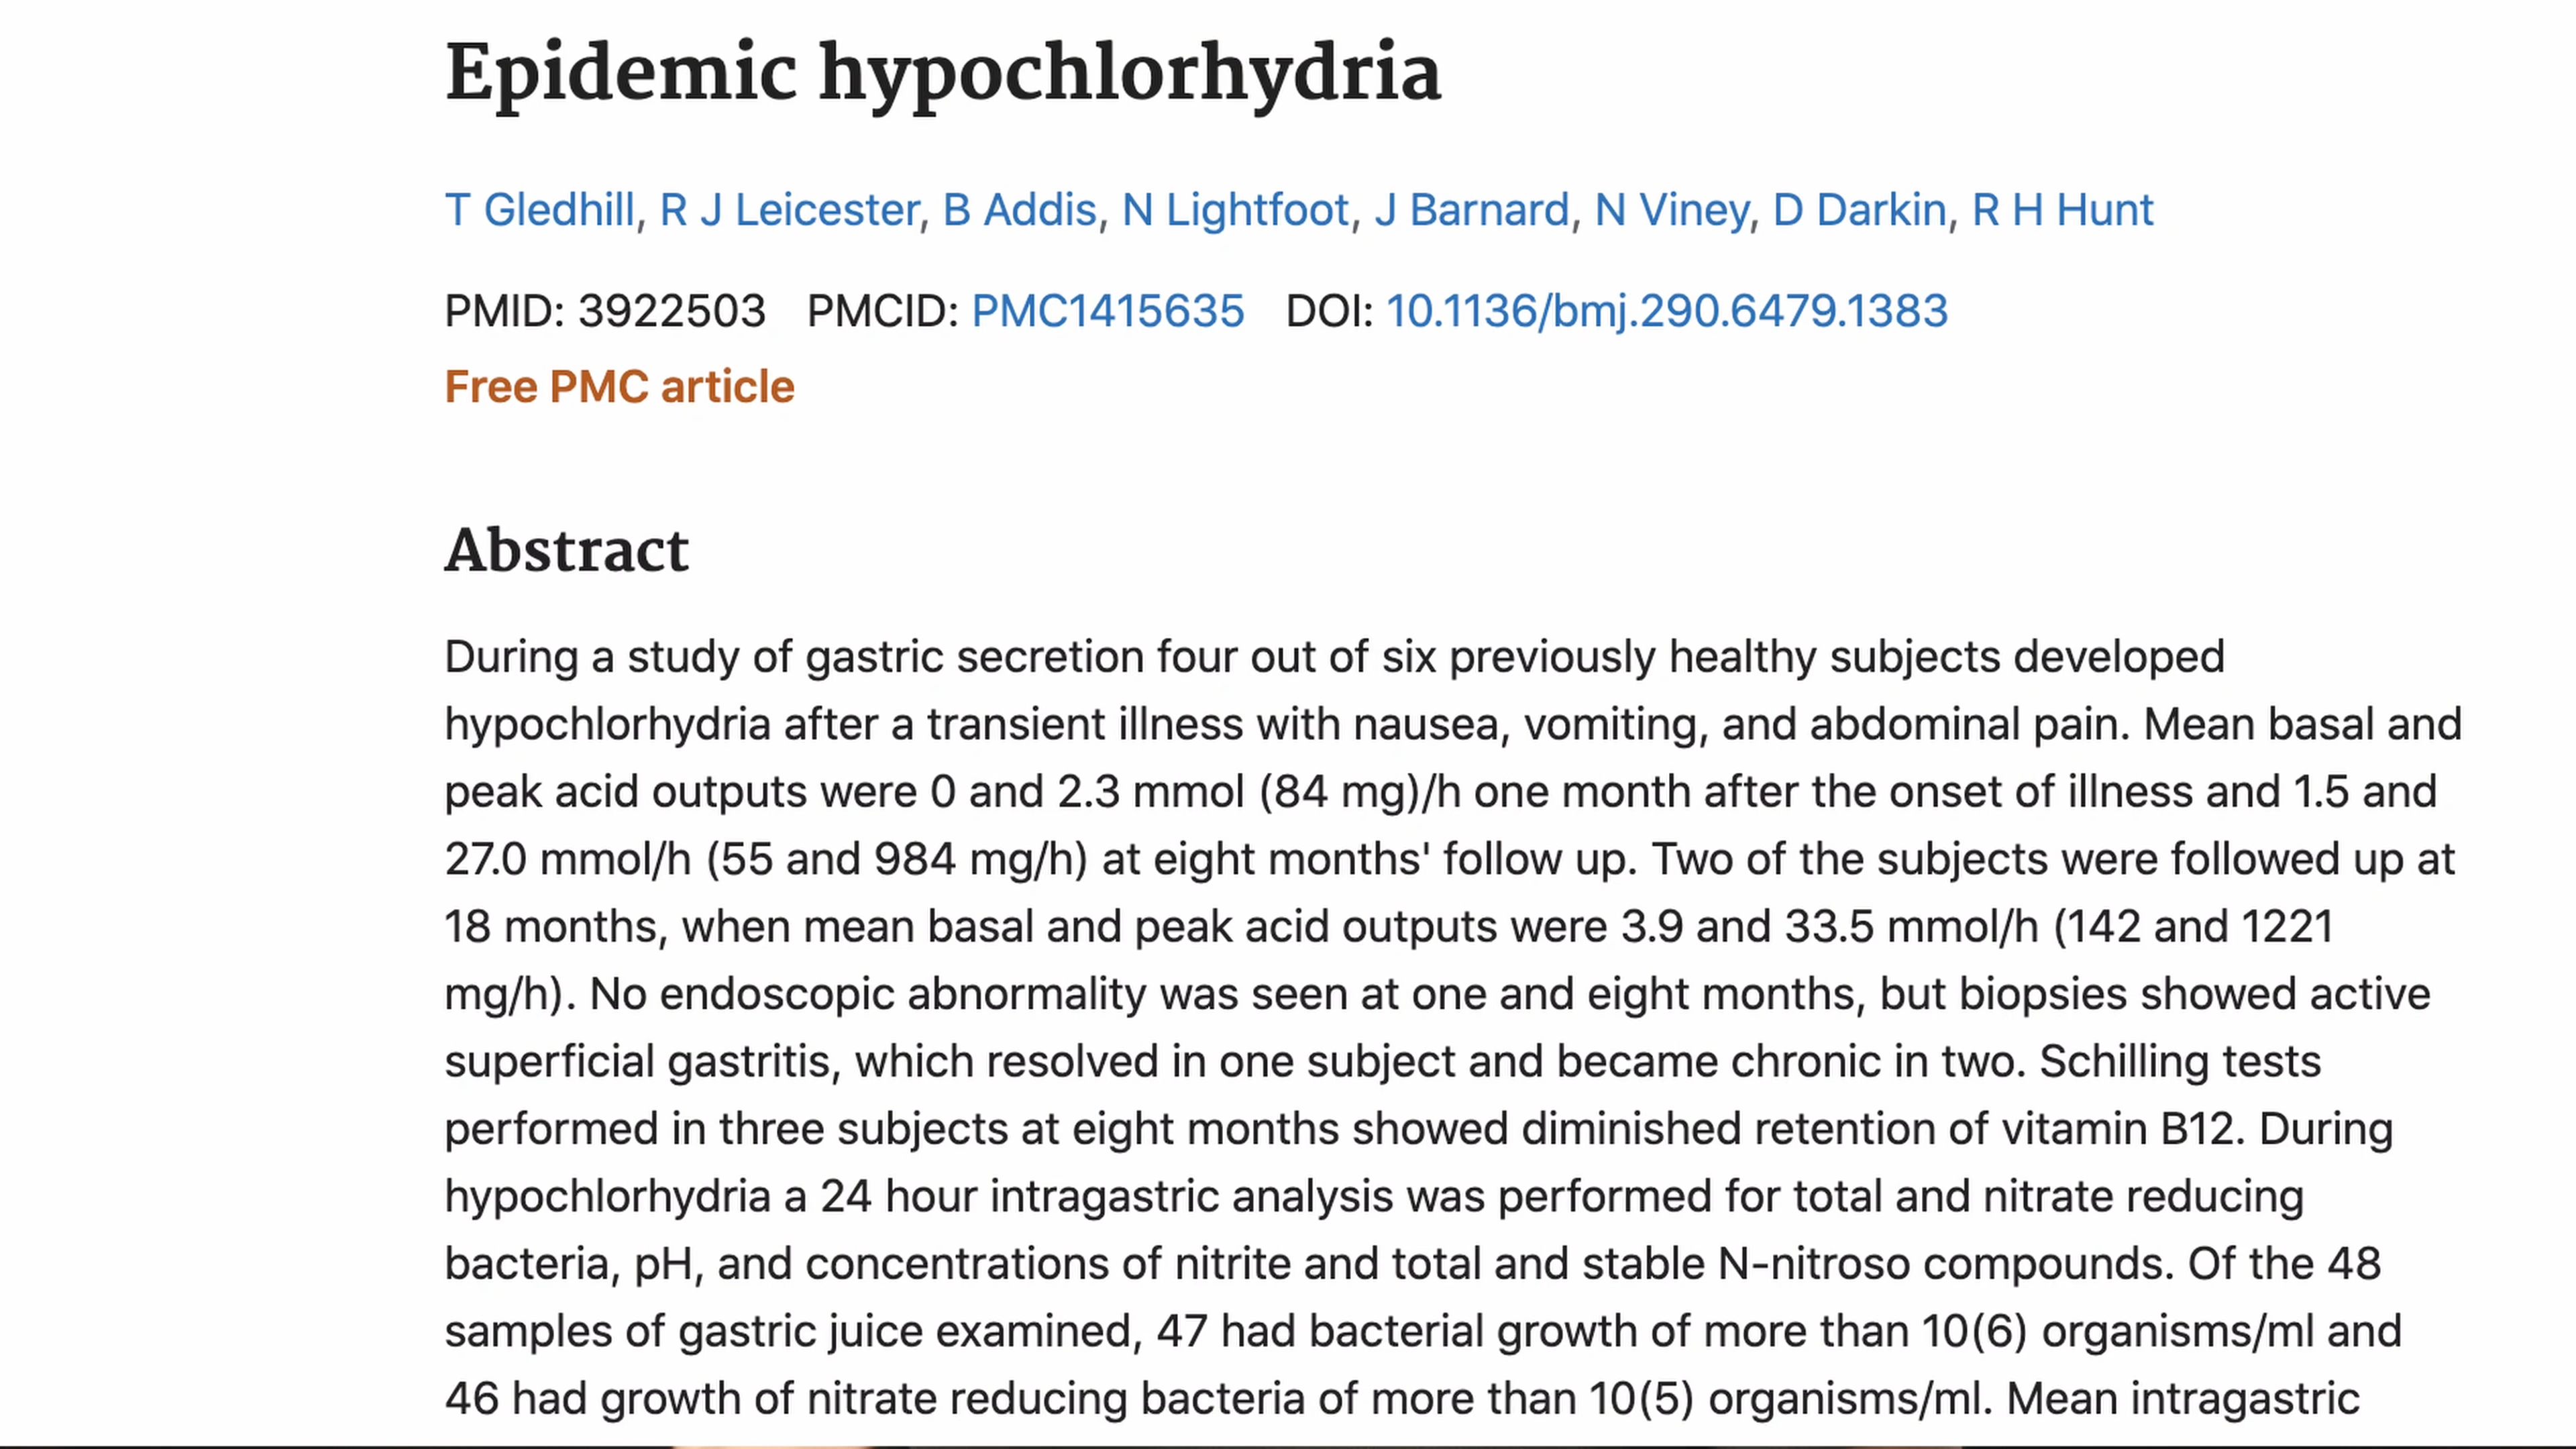 Epidemic hypochlorhydria
T Gledhill, R J Leicester, B Addis, N Lightfoot, J Barnard, N Viney, D Darkin, R H Hunt
PMID: 3922503 PMCID: PMC1415635 DOI: 10.1136/bmj.290.6479.1383
Free PMC article
Abstract
During a study of gastric secretion four out of six previously healthy subjects developed
hypochlorhydria after a transient illness with nausea, vomiting, and abdominal pain. Mean basal and
peak acid outputs were 0 and 2.3 mmol (84 mg)/h one month after the onset of illness and 1.5 and
27.0 mmol/h (55 and 984 mg/h) at eight months' follow up. Two of the subjects were followed up at
18 months, when mean basal and peak acid outputs were 3.9 and 33.5 mmol/h (142 and 1221
mg/h). No endoscopic abnormality was seen at one and eight months, but biopsies showed active
superficial gastritis, which resolved in one subject and became chronic in two. Schilling tests
performed in three subjects at eight months showed diminished retention of vitamin B12. During
hypochlorhydria a 24 hour intragastric analysis was performed for total and nitrate reducing
bacteria, pH, and concentrations of nitrite and total and stable N-nitroso compounds. Of the 48
samples of gastric juice examined, 47 had bacterial growth of more than 10(6) organisms/ml and
46 had growth of nitrate reducing bacteria of more than 10(5) organisms/ml. Mean intragastric